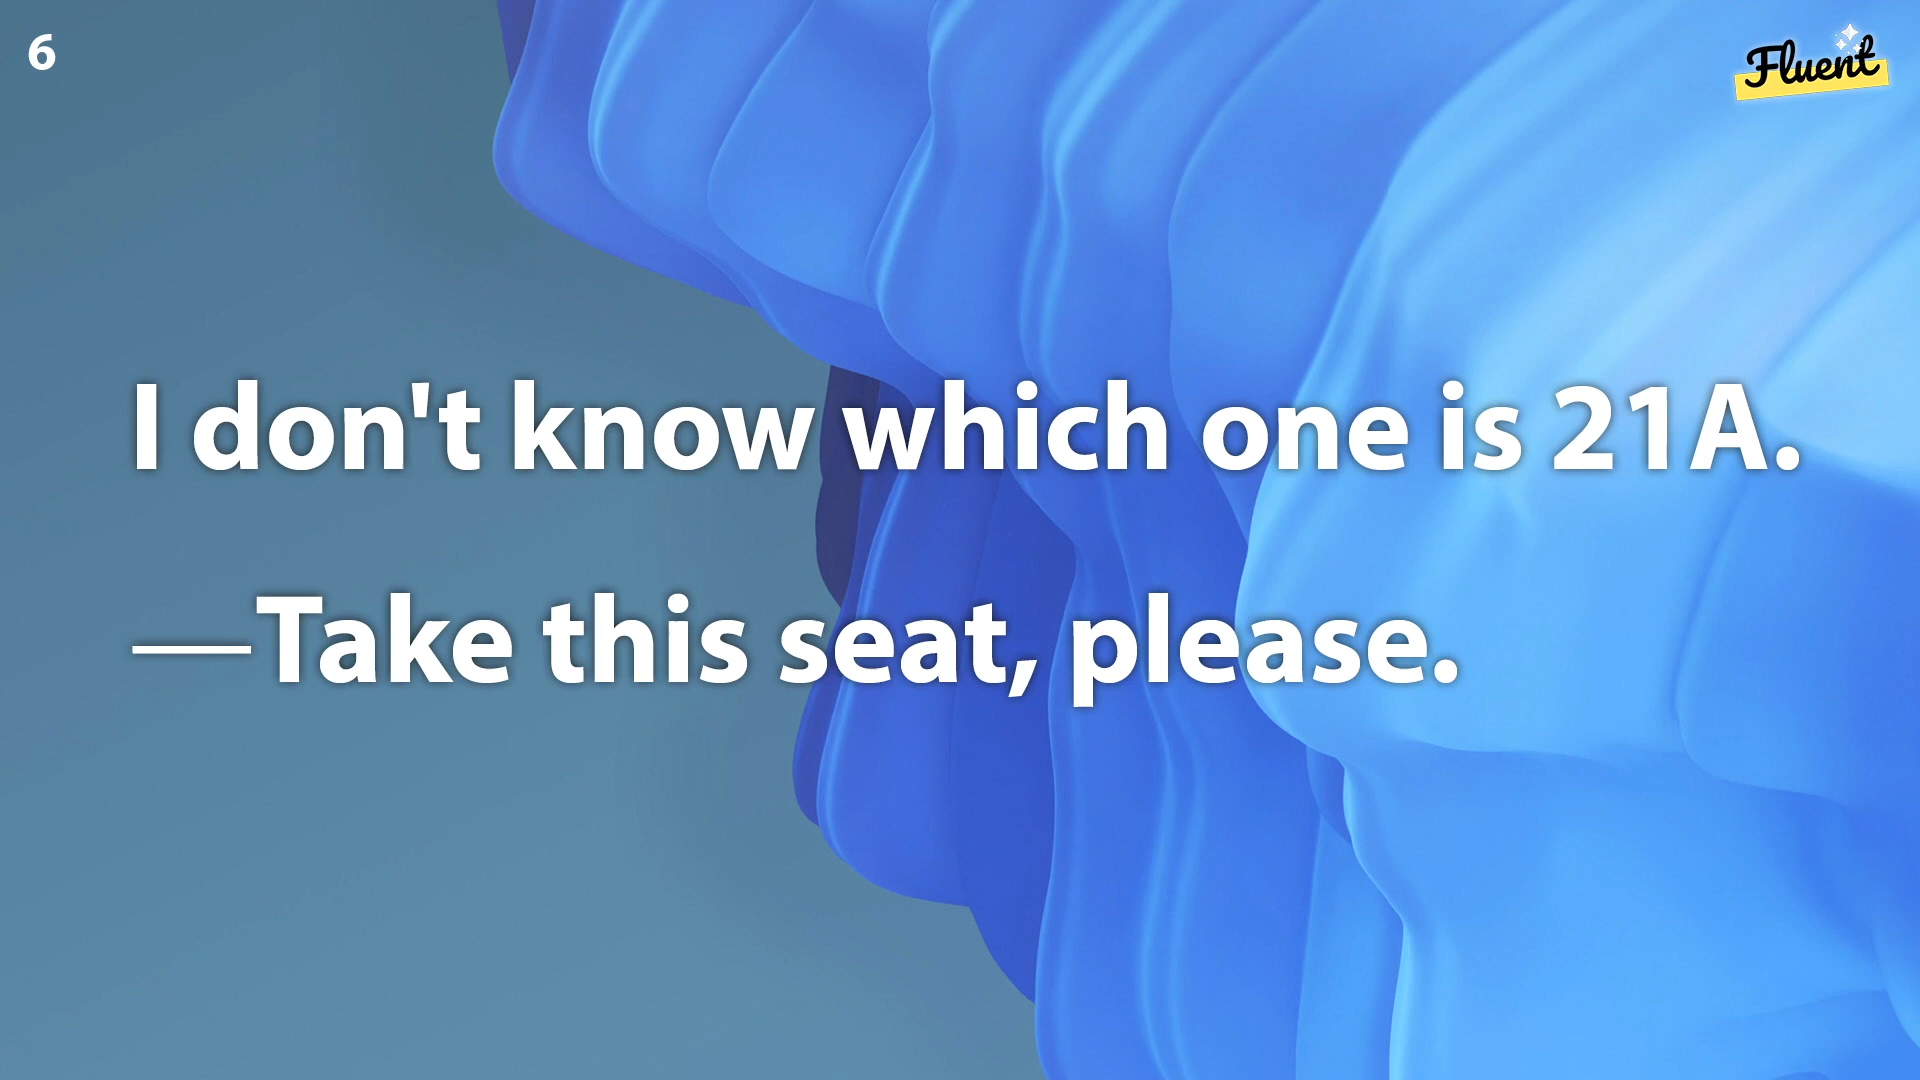 6
Fluent
I don't know which one is 21A.
—Take this seat, please.